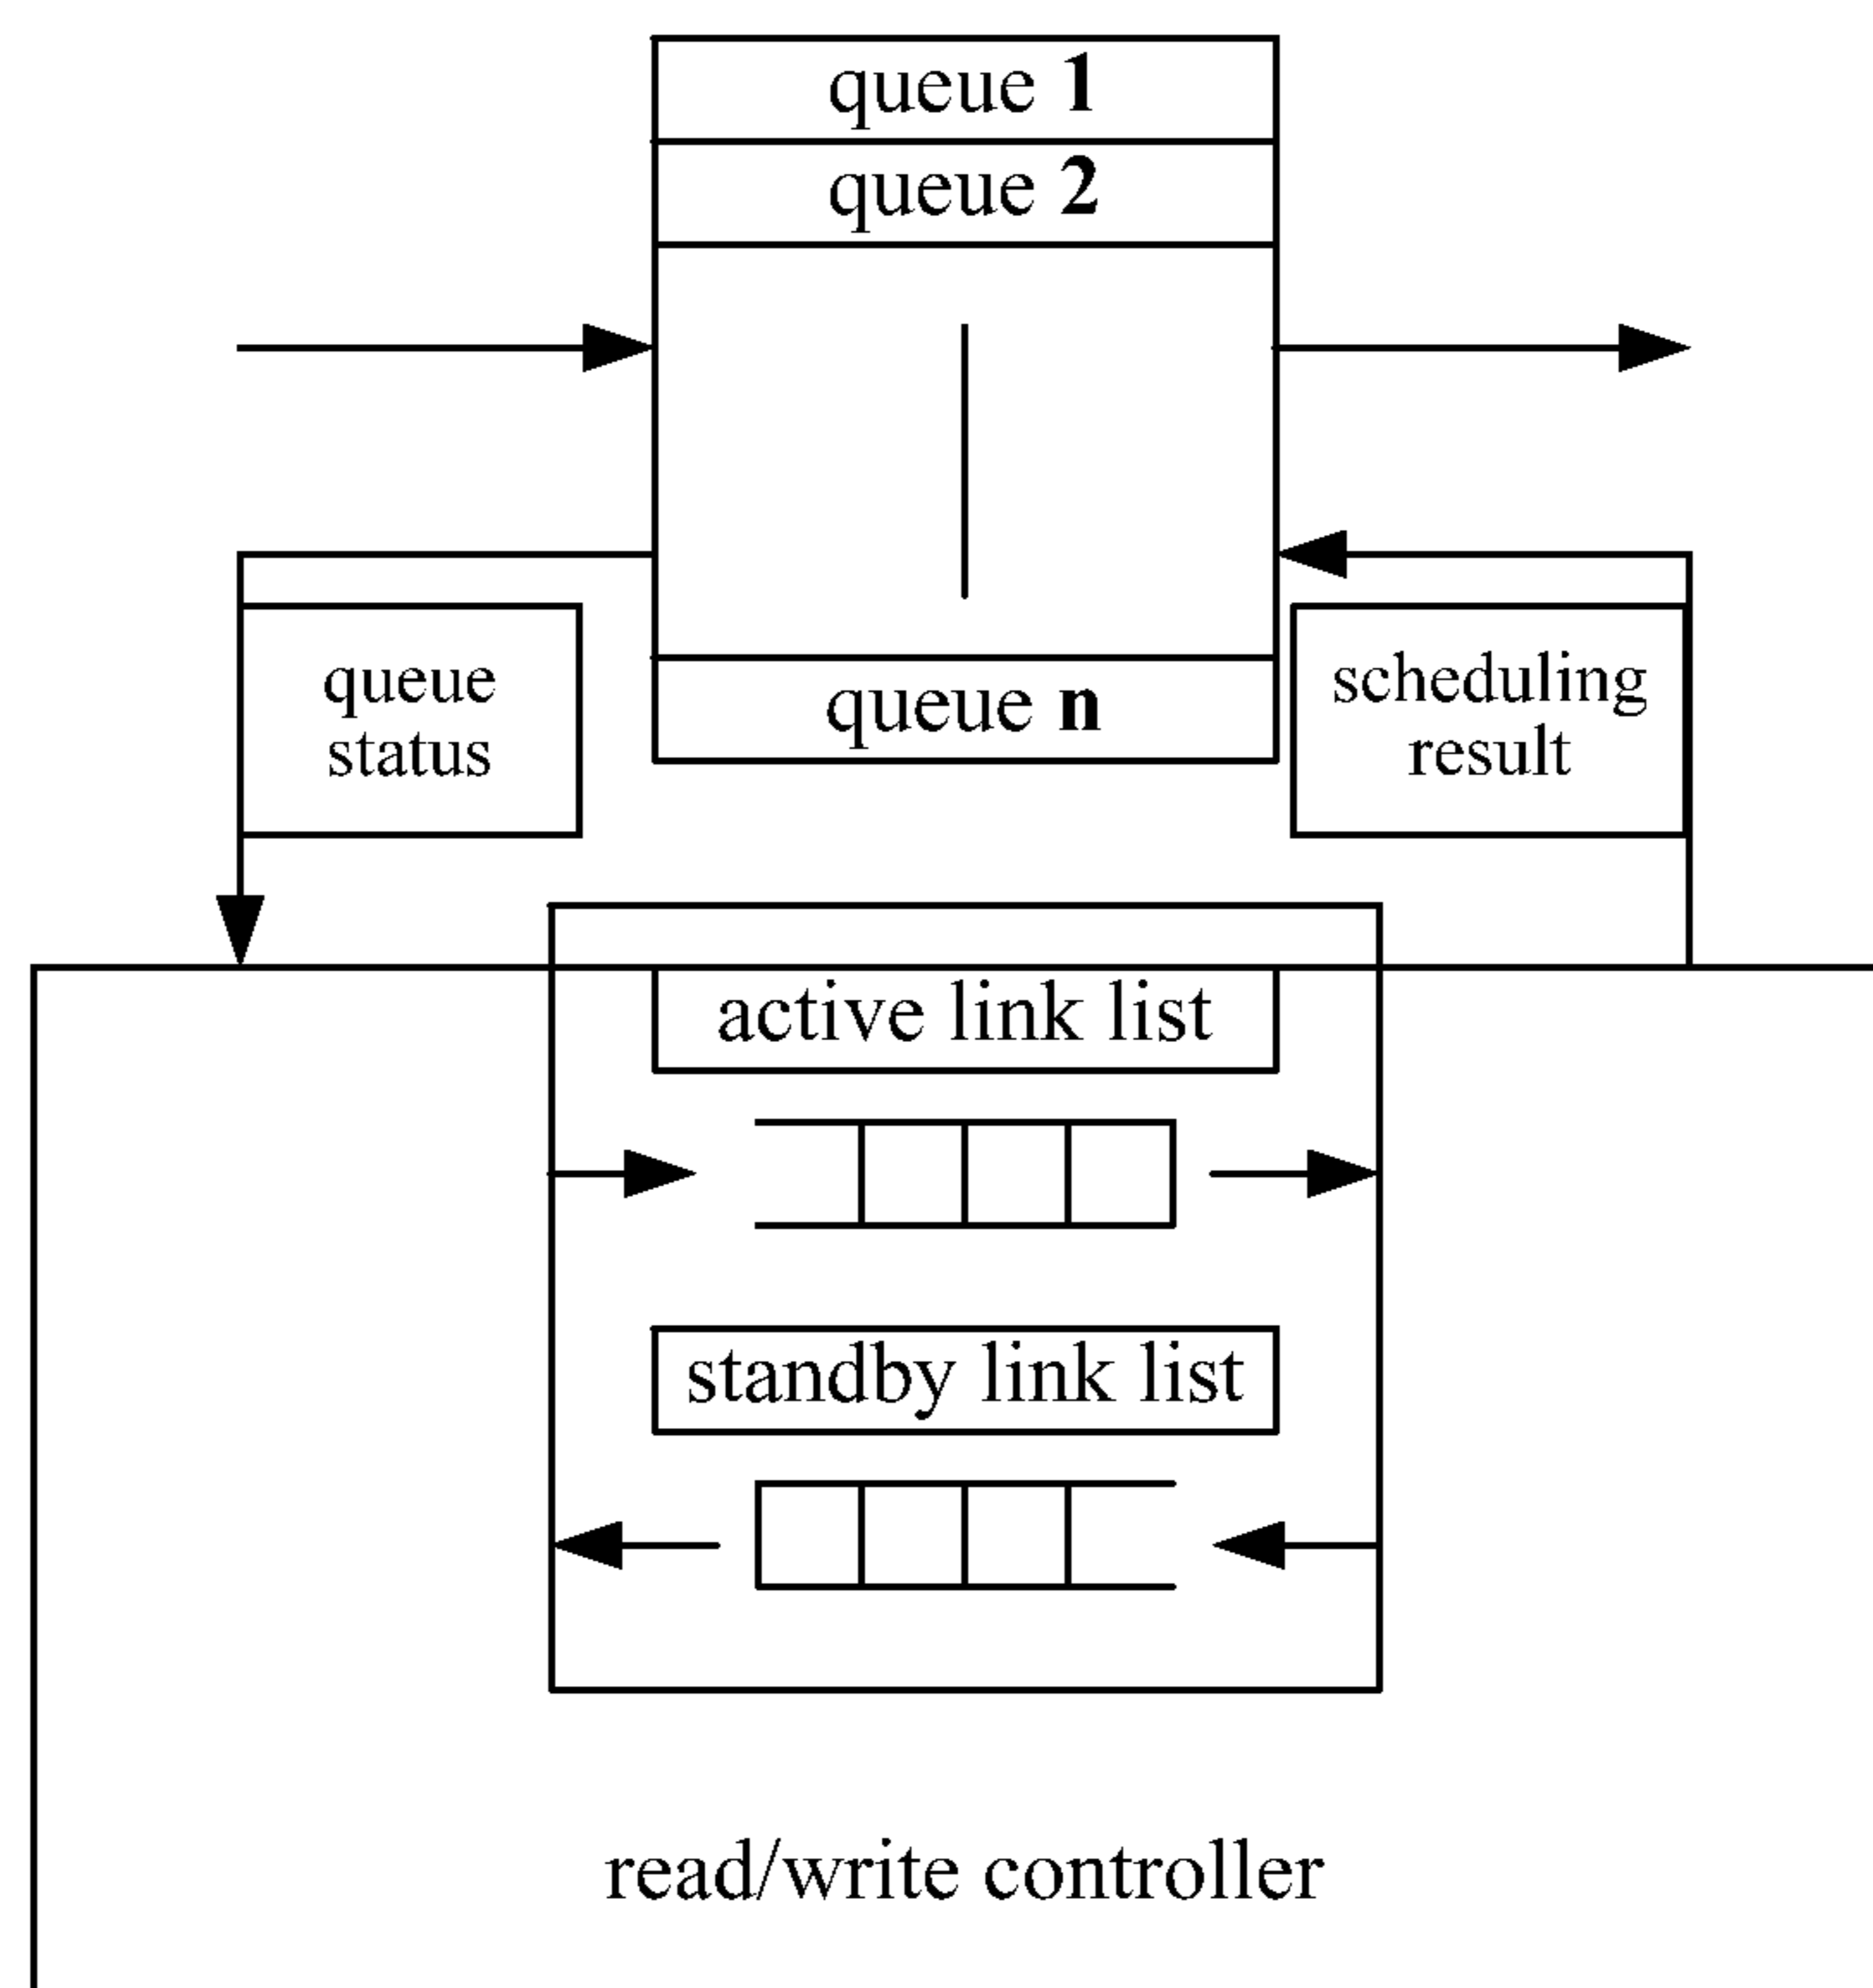 queue 1
queue 2
queue n
queue
status
scheduling
result
active link list
standby link list
read/write controller